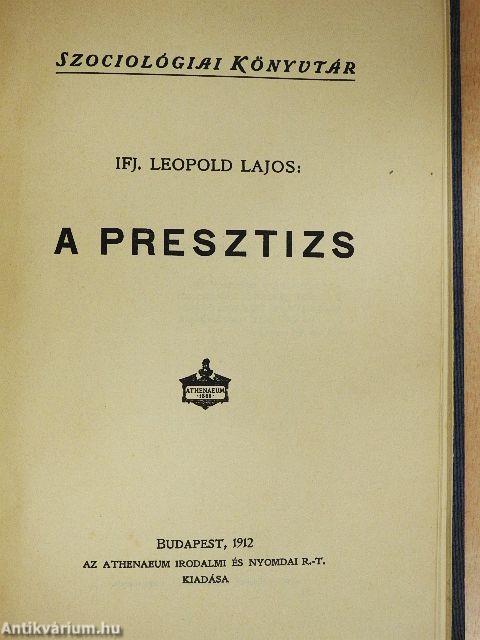 SZOCIOLÓGIAI KÖNYVTÁR
IFJ. LEOPOLD LAJOS:
A PRESZTIZS
ATHENAEUM
BUDAPEST, 1912
AZ ATHENAEUM IRODALMI ÉS NYOMDAI R.-T.
KIADÁSA
Antikvárium.hu